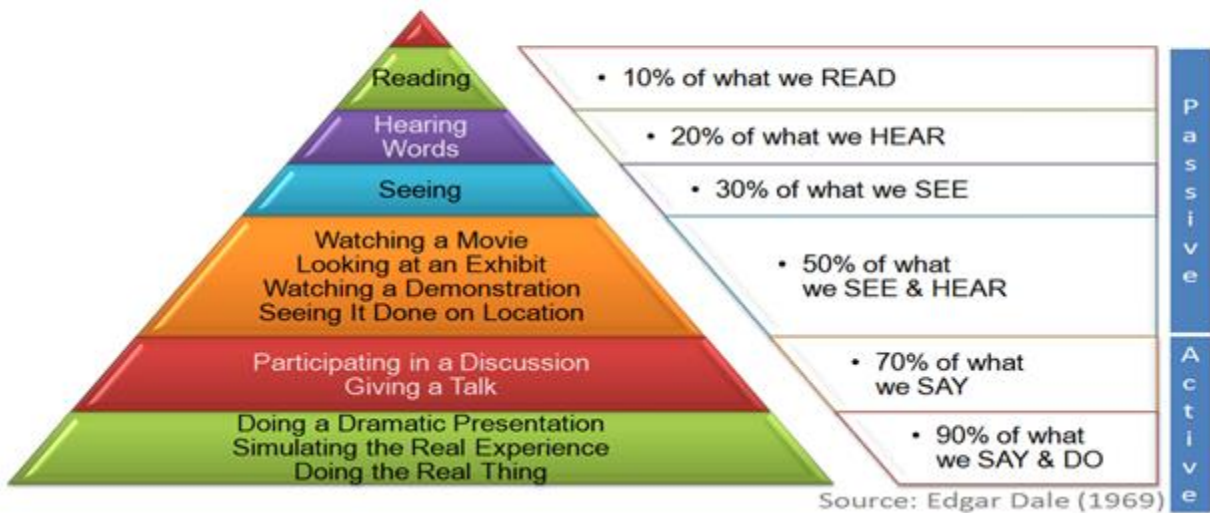 Reading
• 10% of what we READ
Hearing
Words
• 20% of what we HEAR
Seeing
• 30% of what we SEE
Watching a Movie
Looking at an Exhibit
Watching a Demonstration
Seeing It Done on Location
• 50% of what
we SEE & HEAR
Passive
Participating in a Discussion
Giving a Talk
• 70% of what
we SAY
Doing a Dramatic Presentation
Simulating the Real Experience
Doing the Real Thing
• 90% of what
we SAY & DO
Active
Source: Edgar Dale (1969)